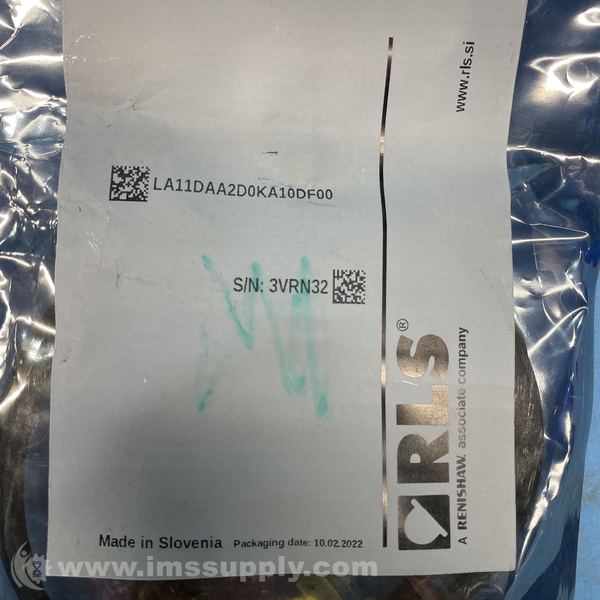 LA11DAA2D0KA10DF00
S/N: 3VRN32
Made in Slovenia Packaging date: 10.02.2022
www.rls.si
RLS®
A RENISHAW. associate company
www.imssupply.com